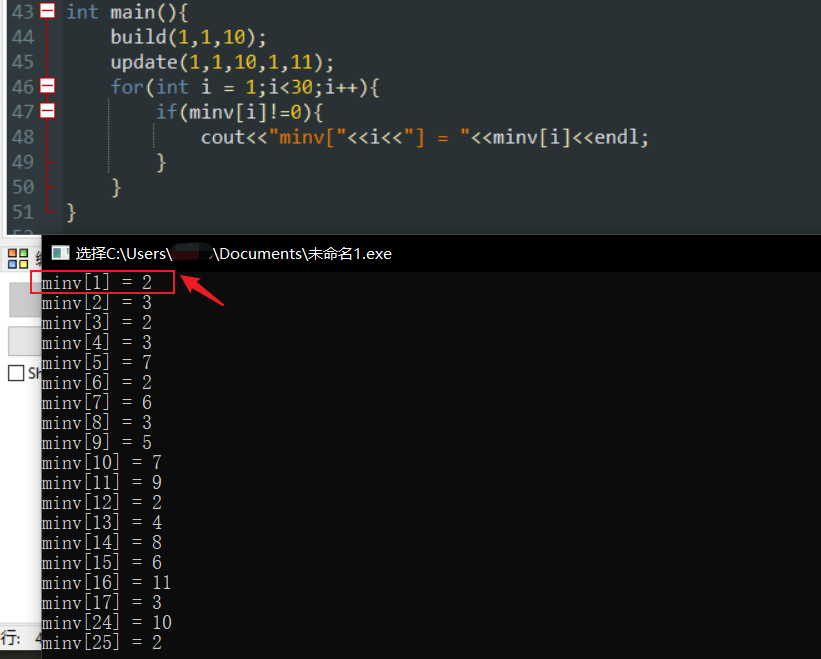 43 int main(){
44 build(1,1,10);
45 update(1,1,10,1,11);
46 for(int i = 1;i<30;i++){
47 if(minv[i]!=0){
48 cout<<"minv["<<i<<"] = "<<minv[i]<<endl;
49 }
50 }
51 }
选择C:\Users\ \Documents\未命名1.exe
minv[1] = 2
minv[2] = 3
minv[3] = 2
minv[4] = 3
minv[5] = 7
Sh
minv[6] = 2
minv[7] = 6
minv[8] = 3
minv[9] = 5
minv[10] = 7
minv[11] = 9
minv[12] = 2
minv[13] = 4
minv[14] = 8
minv[15] = 6
minv[16] = 11
minv[17] = 3
minv[24] = 10
行: 4
minv[25] = 2